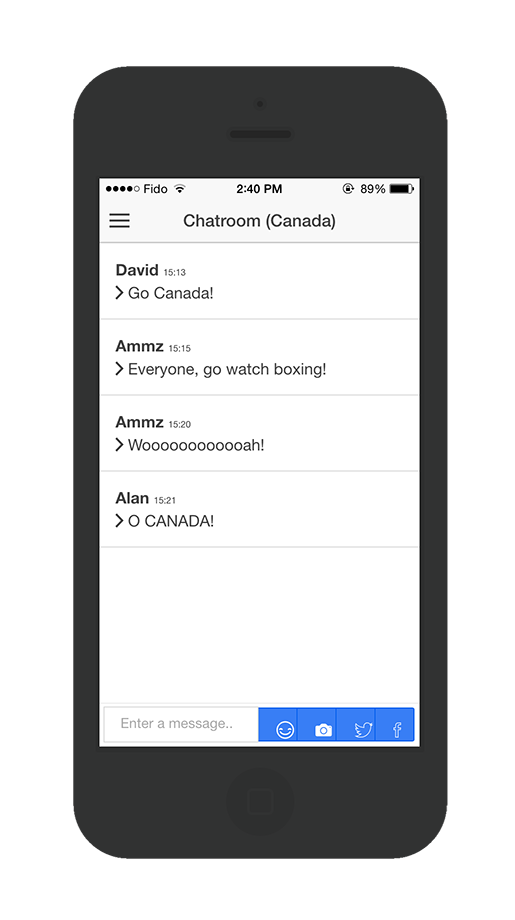 Fido 2:40 PM 89%
Chatroom (Canada)
David 15:13
Go Canada!
Ammz 15:15
Everyone, go watch boxing!
Ammz 15:20
Woooooooooooah!
Alan 15:21
O CANADA!
Enter a message..